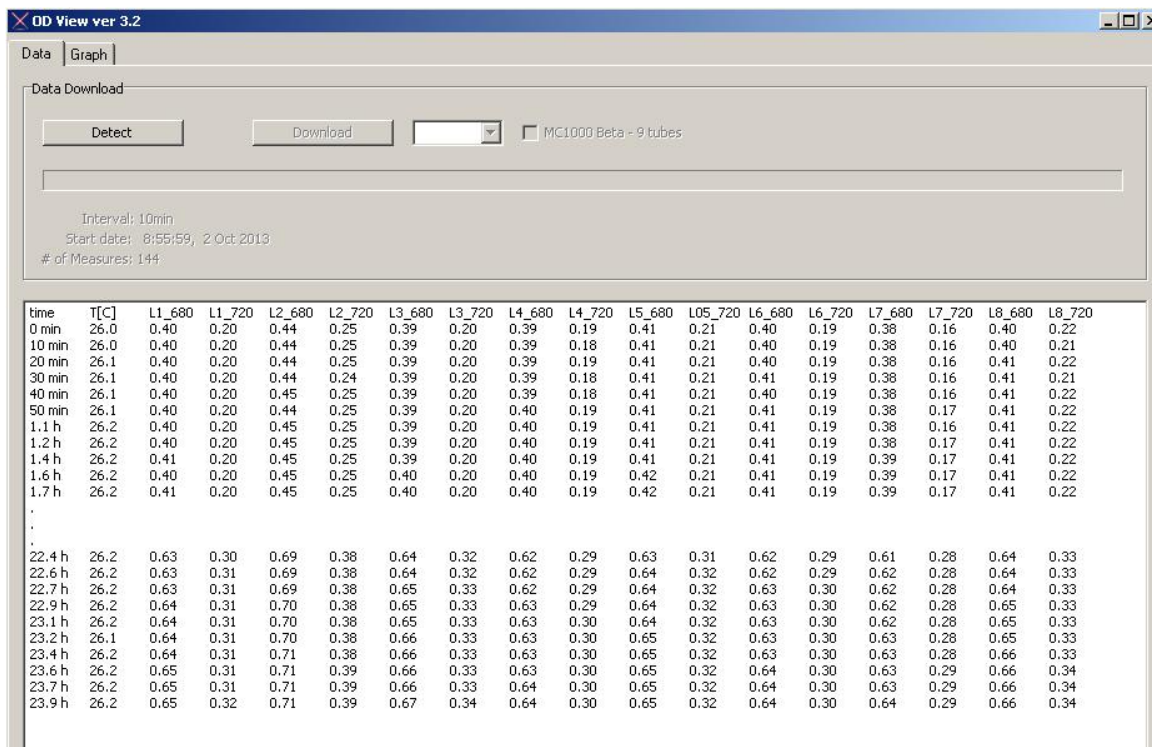 OD View ver 3.2
Data Graph
Data Download
Detect Download MC1000 Beta - 9 tubes
Interval: 10min
Start date: 8:55:59, 2 Oct 2013
# of Measures: 144
time T[C] L1_680 L1_720 L2_680 L2_720 L3_680 L3_720 L4_680 L4_720 L5_680 L05_720 L6_680 L6_720 L7_680 L7_720 L8_680 L8_720
0 min 26.0 0.40 0.20 0.44 0.25 0.39 0.20 0.39 0.19 0.41 0.21 0.40 0.19 0.38 0.16 0.40 0.22
10 min 26.0 0.40 0.20 0.44 0.25 0.39 0.20 0.39 0.18 0.41 0.21 0.40 0.19 0.38 0.16 0.40 0.21
20 min 26.1 0.40 0.20 0.44 0.25 0.39 0.20 0.39 0.19 0.41 0.21 0.40 0.19 0.38 0.16 0.41 0.22
30 min 26.1 0.40 0.20 0.44 0.24 0.39 0.20 0.39 0.18 0.41 0.21 0.41 0.19 0.38 0.16 0.41 0.21
40 min 26.1 0.40 0.20 0.45 0.25 0.39 0.20 0.39 0.18 0.41 0.21 0.40 0.19 0.38 0.16 0.41 0.22
50 min 26.1 0.40 0.20 0.44 0.25 0.39 0.20 0.40 0.19 0.41 0.21 0.41 0.19 0.38 0.17 0.41 0.22
1.1 h 26.2 0.40 0.20 0.45 0.25 0.39 0.20 0.40 0.19 0.41 0.21 0.41 0.19 0.38 0.16 0.41 0.22
1.2 h 26.2 0.40 0.20 0.45 0.25 0.39 0.20 0.40 0.19 0.41 0.21 0.41 0.19 0.38 0.17 0.41 0.22
1.4 h 26.2 0.41 0.20 0.45 0.25 0.39 0.20 0.40 0.19 0.41 0.21 0.41 0.19 0.39 0.17 0.41 0.22
1.6 h 26.2 0.40 0.20 0.45 0.25 0.40 0.20 0.40 0.19 0.42 0.21 0.41 0.19 0.39 0.17 0.41 0.22
1.7 h 26.2 0.41 0.20 0.45 0.25 0.40 0.20 0.40 0.19 0.42 0.21 0.41 0.19 0.39 0.17 0.41 0.22
.
.
.
22.4 h 26.2 0.63 0.30 0.69 0.38 0.64 0.32 0.62 0.29 0.63 0.31 0.62 0.29 0.61 0.28 0.64 0.33
22.6 h 26.2 0.63 0.31 0.69 0.38 0.64 0.32 0.62 0.29 0.64 0.32 0.62 0.29 0.62 0.28 0.64 0.33
22.7 h 26.2 0.63 0.31 0.69 0.38 0.65 0.33 0.62 0.29 0.64 0.32 0.63 0.30 0.62 0.28 0.64 0.33
22.9 h 26.2 0.64 0.31 0.70 0.38 0.65 0.33 0.63 0.29 0.64 0.32 0.63 0.30 0.62 0.28 0.65 0.33
23.1 h 26.2 0.64 0.31 0.70 0.38 0.65 0.33 0.63 0.30 0.64 0.32 0.63 0.30 0.62 0.28 0.65 0.33
23.2 h 26.1 0.64 0.31 0.70 0.38 0.66 0.33 0.63 0.30 0.65 0.32 0.63 0.30 0.63 0.28 0.65 0.33
23.4 h 26.2 0.64 0.31 0.71 0.38 0.66 0.33 0.63 0.30 0.65 0.32 0.63 0.30 0.63 0.28 0.66 0.33
23.6 h 26.2 0.65 0.31 0.71 0.39 0.66 0.33 0.63 0.30 0.65 0.32 0.64 0.30 0.63 0.29 0.66 0.34
23.7 h 26.2 0.65 0.31 0.71 0.39 0.66 0.33 0.64 0.30 0.65 0.32 0.64 0.30 0.63 0.29 0.66 0.34
23.9 h 26.2 0.65 0.32 0.71 0.39 0.67 0.34 0.64 0.30 0.65 0.32 0.64 0.30 0.64 0.29 0.66 0.34